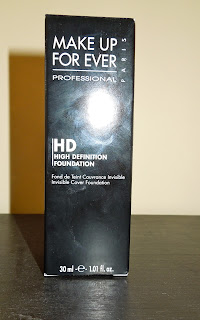 MAKE UP
FOR EVER
PROFESSIONAL
PARIS
HD
HIGH DEFINITION
FOUNDATION
Fond de Teint Couvrance Invisible
Invisible Cover Foundation
30 ml - ℮ - 1.01 fl. oz.